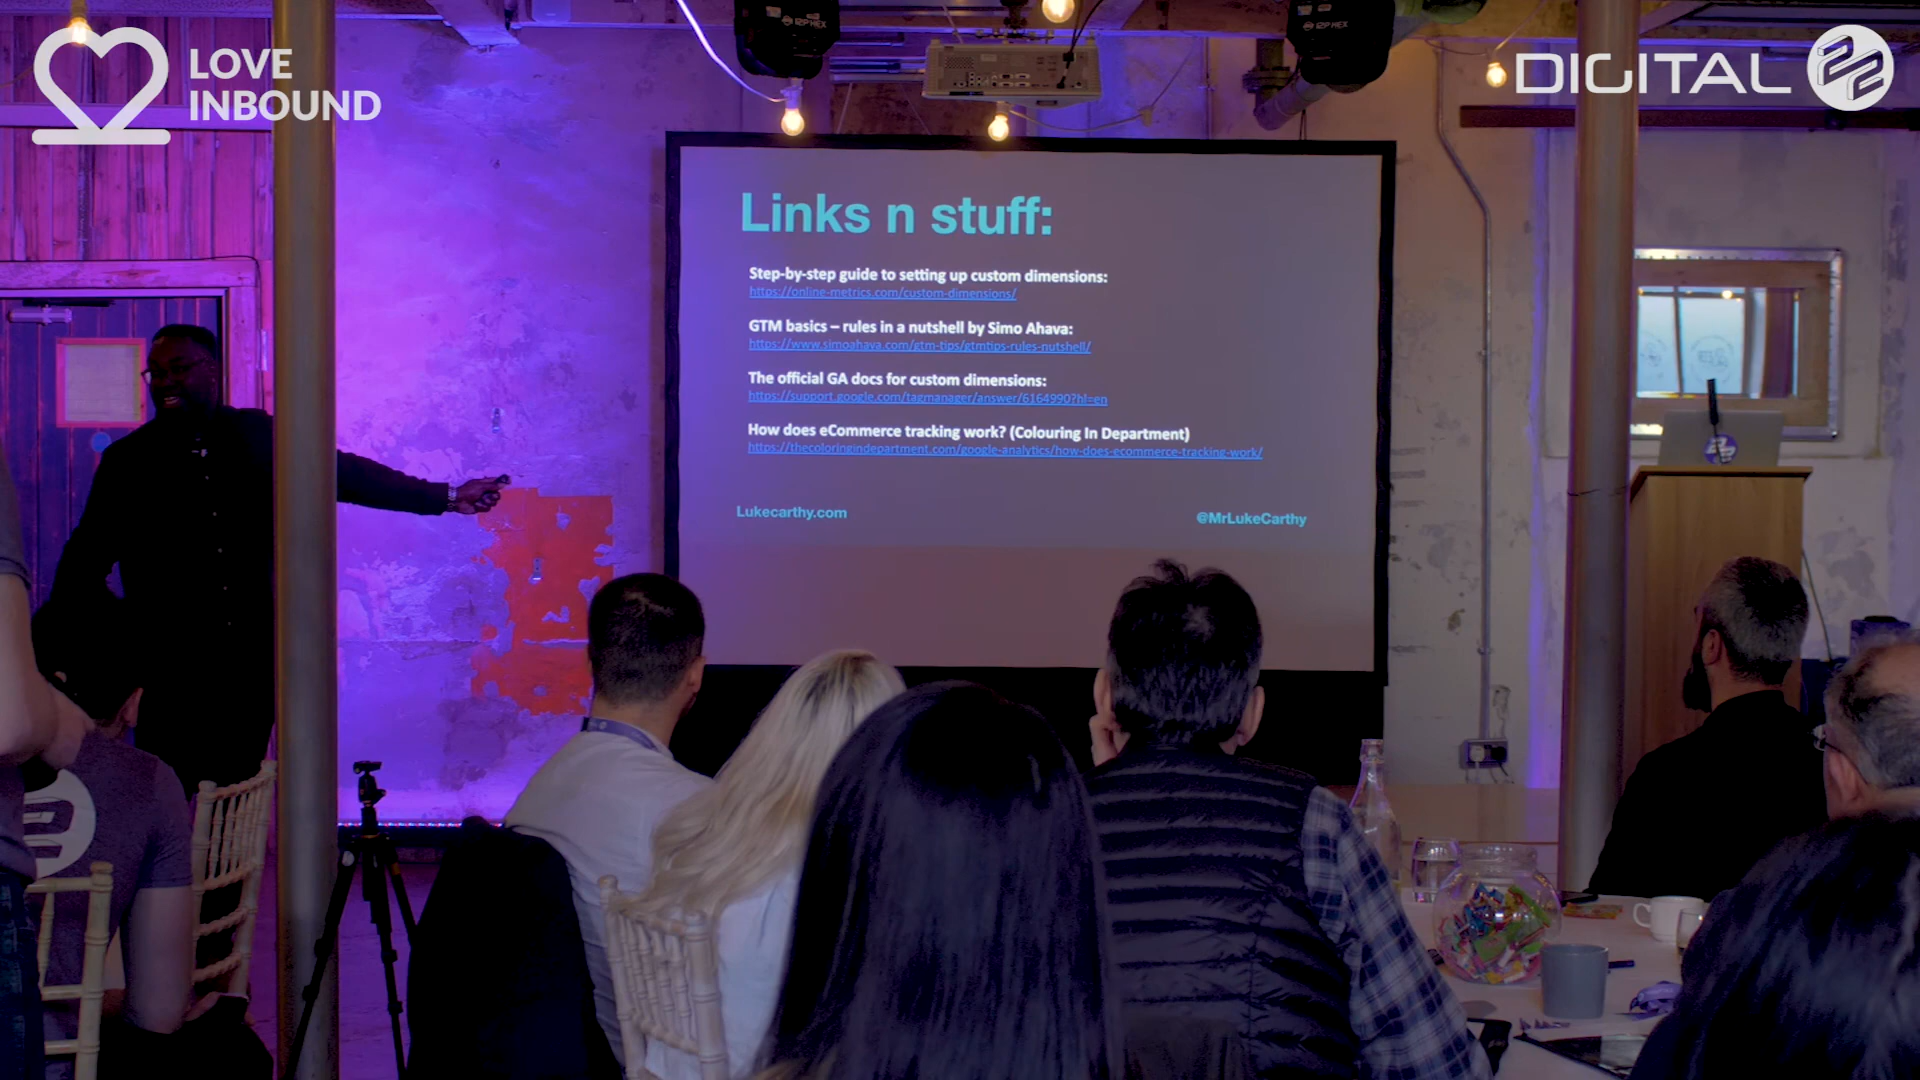 LOVE
INBOUND
DIGITAL 22
Links n stuff:
Step-by-step guide to setting up custom dimensions:
https://online-metrics.com/custom-dimensions/
GTM basics – rules in a nutshell by Simo Ahava:
https://www.simoahava.com/gtm-tips/gtmtips-rules-nutshell/
The official GA docs for custom dimensions:
https://support.google.com/tagmanager/answer/6164990?hl=en
How does eCommerce tracking work? (Colouring In Department)
https://thecoloringindepartment.com/google-analytics/how-does-ecommerce-tracking-work/
Lukecarthy.com
@MrLukeCarthy